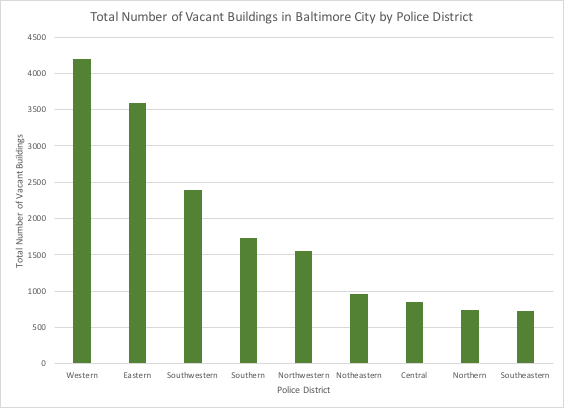 Total Number of Vacant Buildings in Baltimore City by Police District
4500
4000
3500
3000
2500
2000
1500
1000
500
0
Total Number of Vacant Buildings
Western Eastern Southwestern Southern Northwestern Notheastern Central Northern Southeastern
Police District